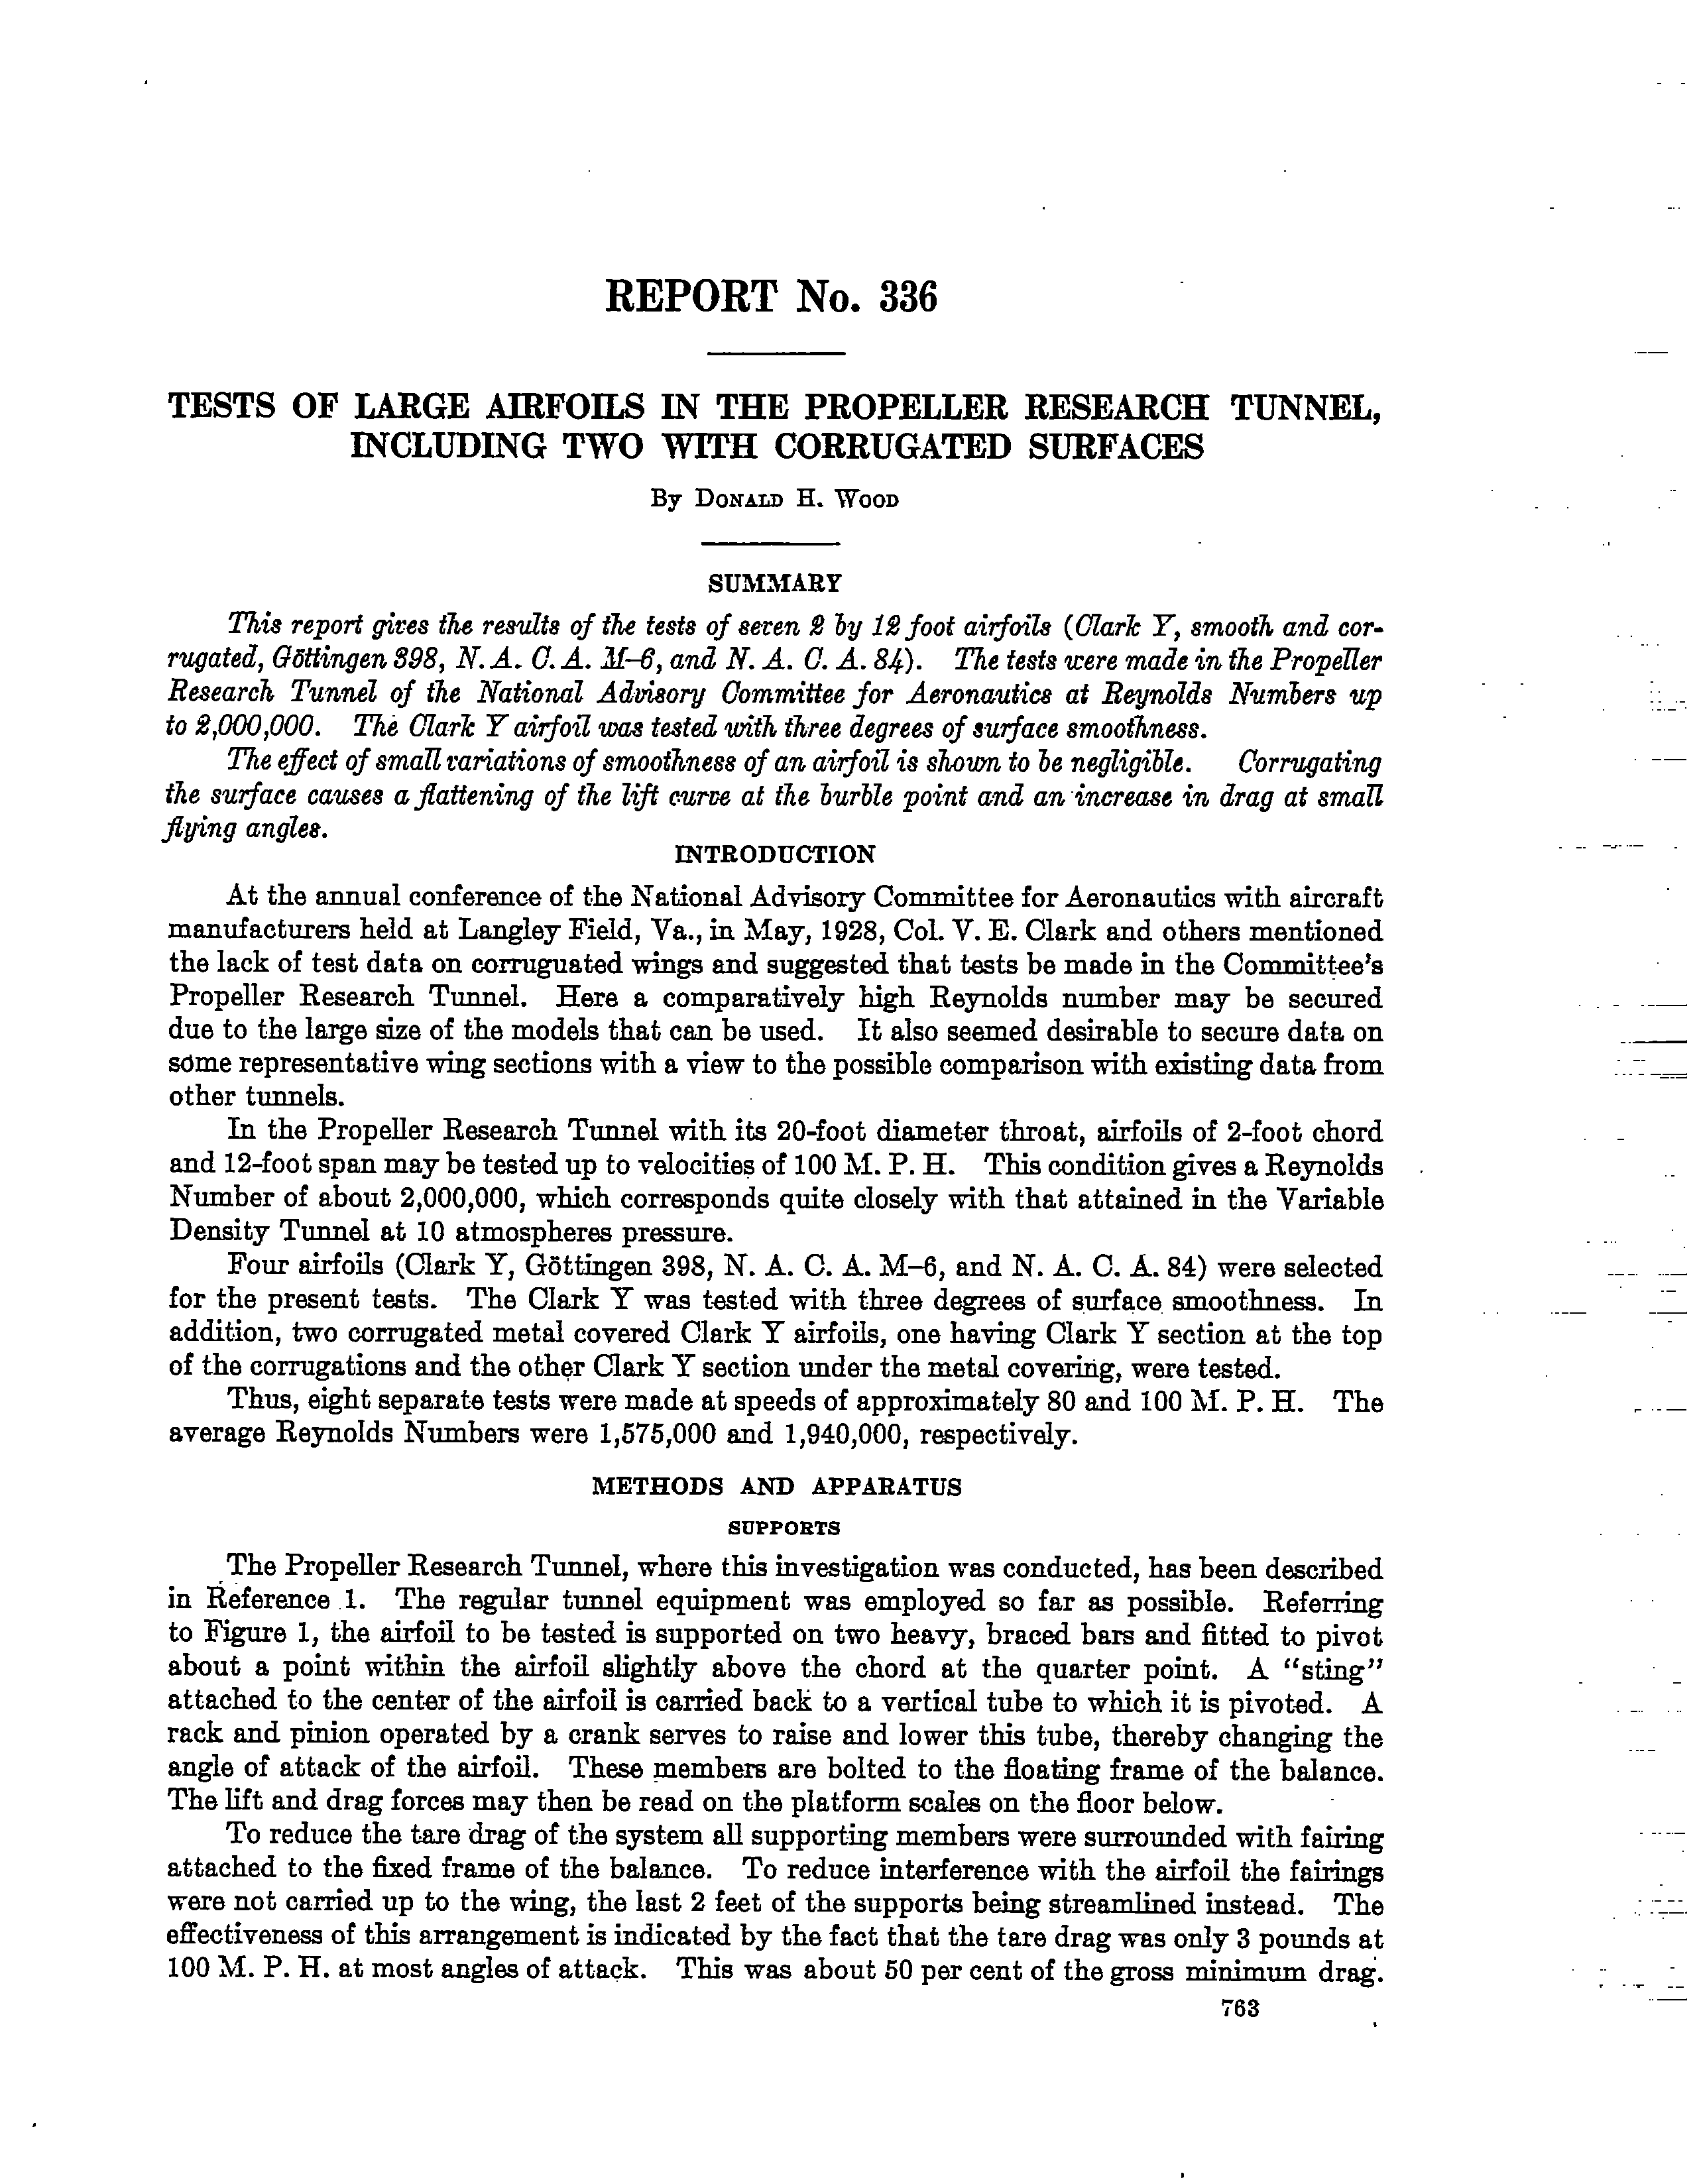 REPORT No. 336
TESTS OF LARGE AIRFOILS IN THE PROPELLER RESEARCH TUNNEL,
INCLUDING TWO WITH CORRUGATED SURFACES
By DONALD H. WOOD
SUMMARY
This report gives the results of the tests of seven 2 by 12 foot airfoils (Clark Y, smooth and cor-
rugated, Göttingen 398, N. A. C. A. M–6, and N. A. C. A. 84). The tests were made in the Propeller
Research Tunnel of the National Advisory Committee for Aeronautics at Reynolds Numbers up
to 2,000,000. The Clark Y airfoil was tested with three degrees of surface smoothness.
The effect of small variations of smoothness of an airfoil is shown to be negligible. Corrugating
the surface causes a flattening of the lift curve at the burble point and an increase in drag at small
flying angles.
INTRODUCTION
At the annual conference of the National Advisory Committee for Aeronautics with aircraft
manufacturers held at Langley Field, Va., in May, 1928, Col. V. E. Clark and others mentioned
the lack of test data on corruguated wings and suggested that tests be made in the Committee's
Propeller Research Tunnel. Here a comparatively high Reynolds number may be secured
due to the large size of the models that can be used. It also seemed desirable to secure data on
some representative wing sections with a view to the possible comparison with existing data from
other tunnels.
In the Propeller Research Tunnel with its 20-foot diameter throat, airfoils of 2-foot chord
and 12-foot span may be tested up to velocities of 100 M. P. H. This condition gives a Reynolds
Number of about 2,000,000, which corresponds quite closely with that attained in the Variable
Density Tunnel at 10 atmospheres pressure.
Four airfoils (Clark Y, Göttingen 398, N. A. C. A. M–6, and N. A. C. A. 84) were selected
for the present tests. The Clark Y was tested with three degrees of surface smoothness. In
addition, two corrugated metal covered Clark Y airfoils, one having Clark Y section at the top
of the corrugations and the other Clark Y section under the metal covering, were tested.
Thus, eight separate tests were made at speeds of approximately 80 and 100 M. P. H. The
average Reynolds Numbers were 1,575,000 and 1,940,000, respectively.
METHODS AND APPARATUS
SUPPORTS
The Propeller Research Tunnel, where this investigation was conducted, has been described
in Reference 1. The regular tunnel equipment was employed so far as possible. Referring
to Figure 1, the airfoil to be tested is supported on two heavy, braced bars and fitted to pivot
about a point within the airfoil slightly above the chord at the quarter point. A "sting"
attached to the center of the airfoil is carried back to a vertical tube to which it is pivoted. A
rack and pinion operated by a crank serves to raise and lower this tube, thereby changing the
angle of attack of the airfoil. These members are bolted to the floating frame of the balance.
The lift and drag forces may then be read on the platform scales on the floor below.
To reduce the tare drag of the system all supporting members were surrounded with fairing
attached to the fixed frame of the balance. To reduce interference with the airfoil the fairings
were not carried up to the wing, the last 2 feet of the supports being streamlined instead. The
effectiveness of this arrangement is indicated by the fact that the tare drag was only 3 pounds at
100 M. P. H. at most angles of attack. This was about 50 per cent of the gross minimum drag.
763